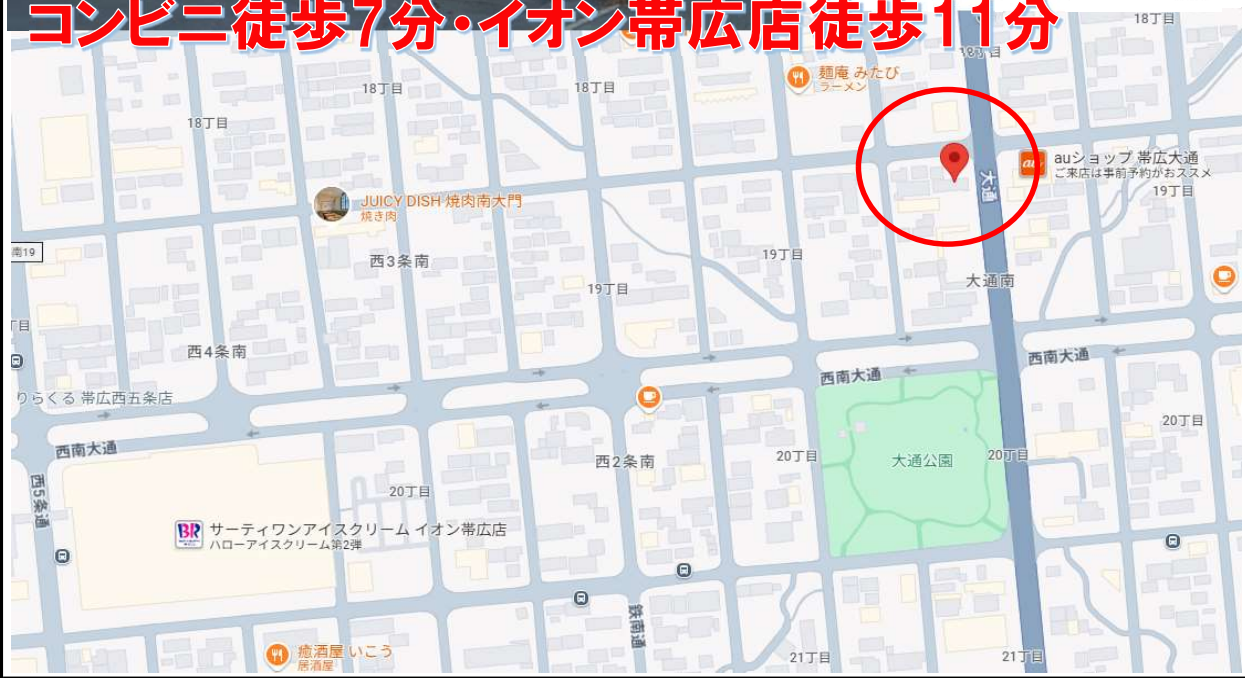 コンビニ徒歩7分・イオン帯広店徒歩11分
18丁目
18丁目
18丁目
18丁目
18丁目
麺庵 みたび
ラーメン
auショップ 帯広大通
ご来店は事前予約がおススメ
19丁目
大通
JUICY DISH 焼肉南大門
焼き肉
南19
西3条南
19丁目
19丁目
大通南
丁目
西4条南
西南大通
西南大通
りらくる 帯広西五条店
西南大通
西5条通
西2条南
20丁目
大通公園
20丁目
20丁目
20丁目
BR
サーティワンアイスクリーム イオン帯広店
ハローアイスクリーム第2弾
鉄南通
癒酒屋 いこう
居酒屋
21丁目
21丁目